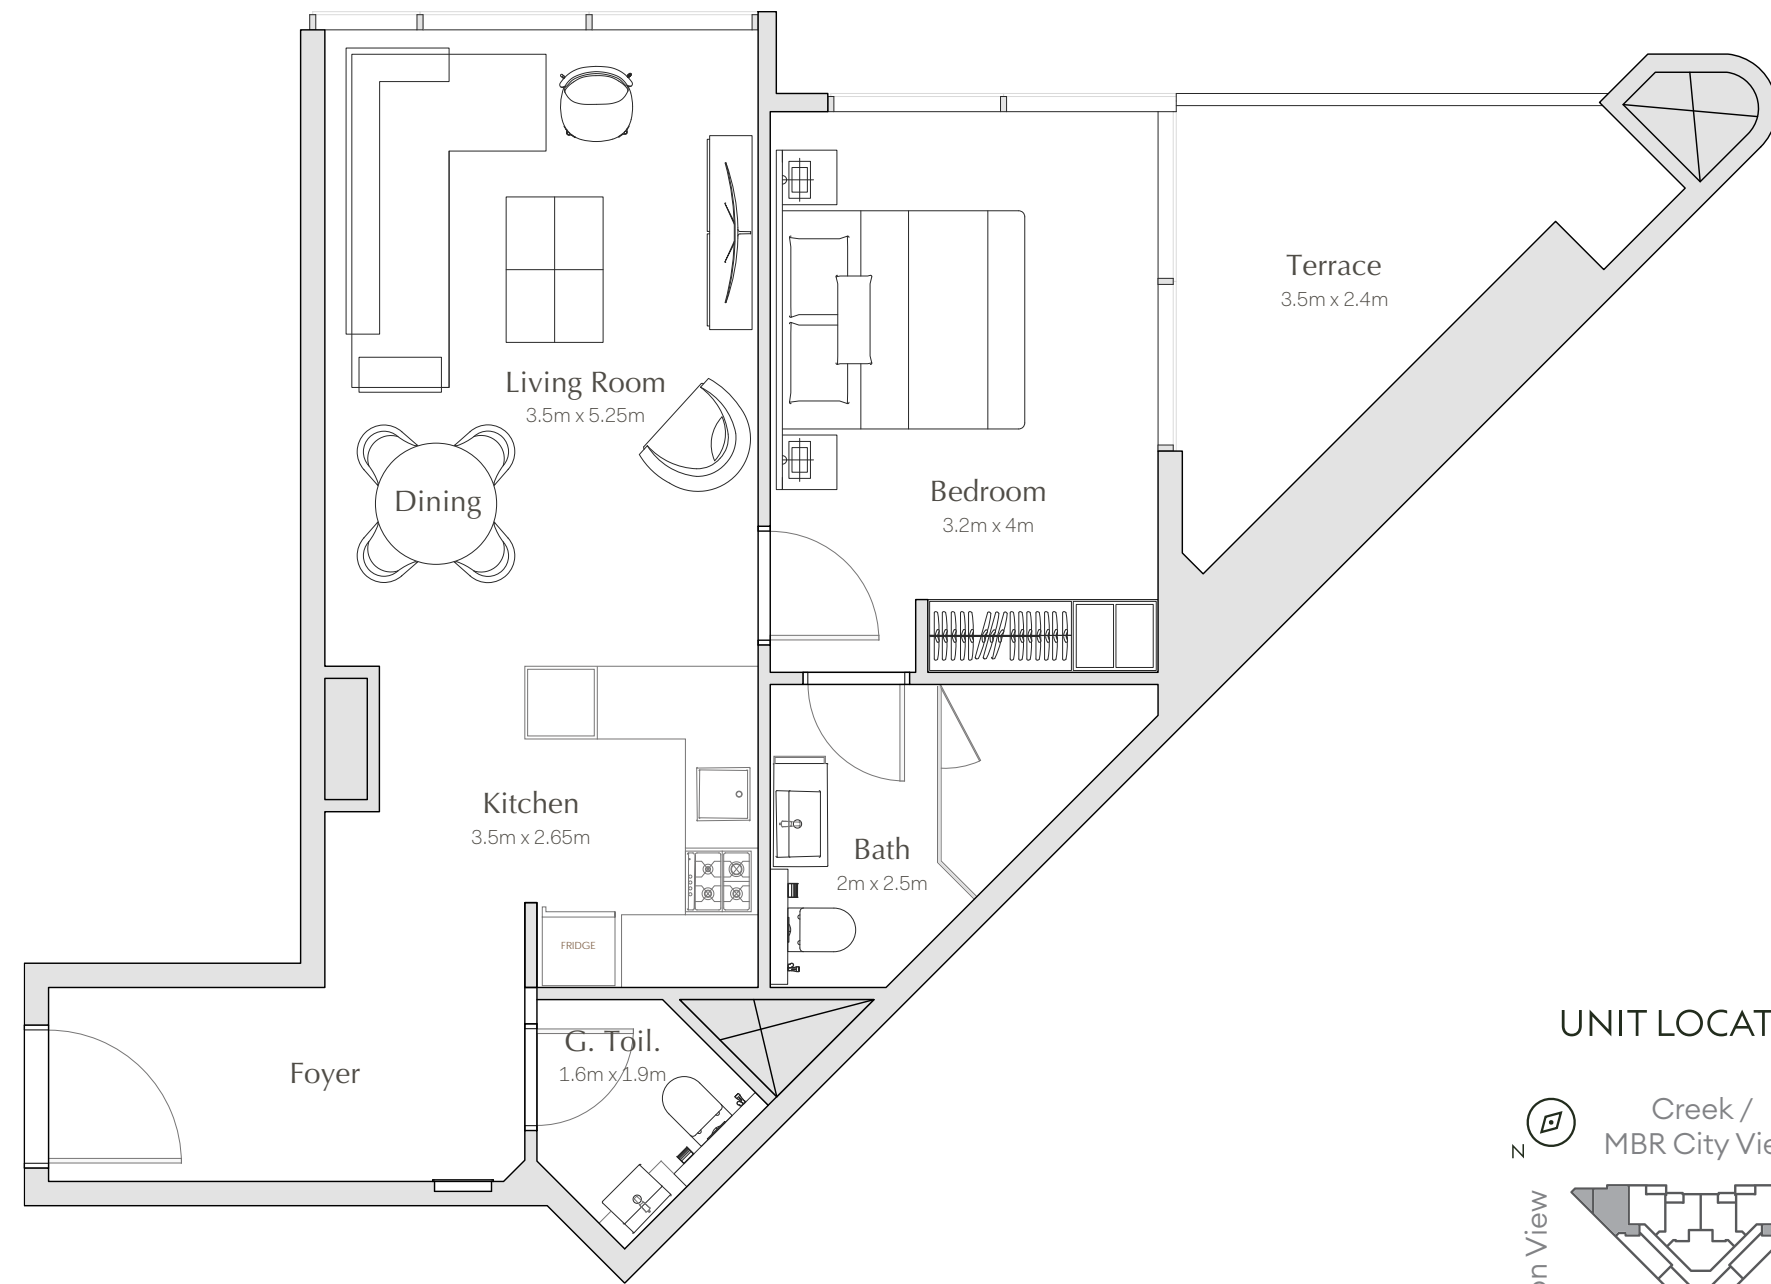 Terrace
3.5m x 2.4m
Living Room
3.5m x 5.25m
Dining
Bedroom
3.2m x 4m
Kitchen
3.5m x 2.65m
Bath
2m x 2.5m
FRIDGE
G. Toil.
1.6m x 1.9m
Foyer
UNIT LOCAT
Creek /
MBR City Vie
N
on View